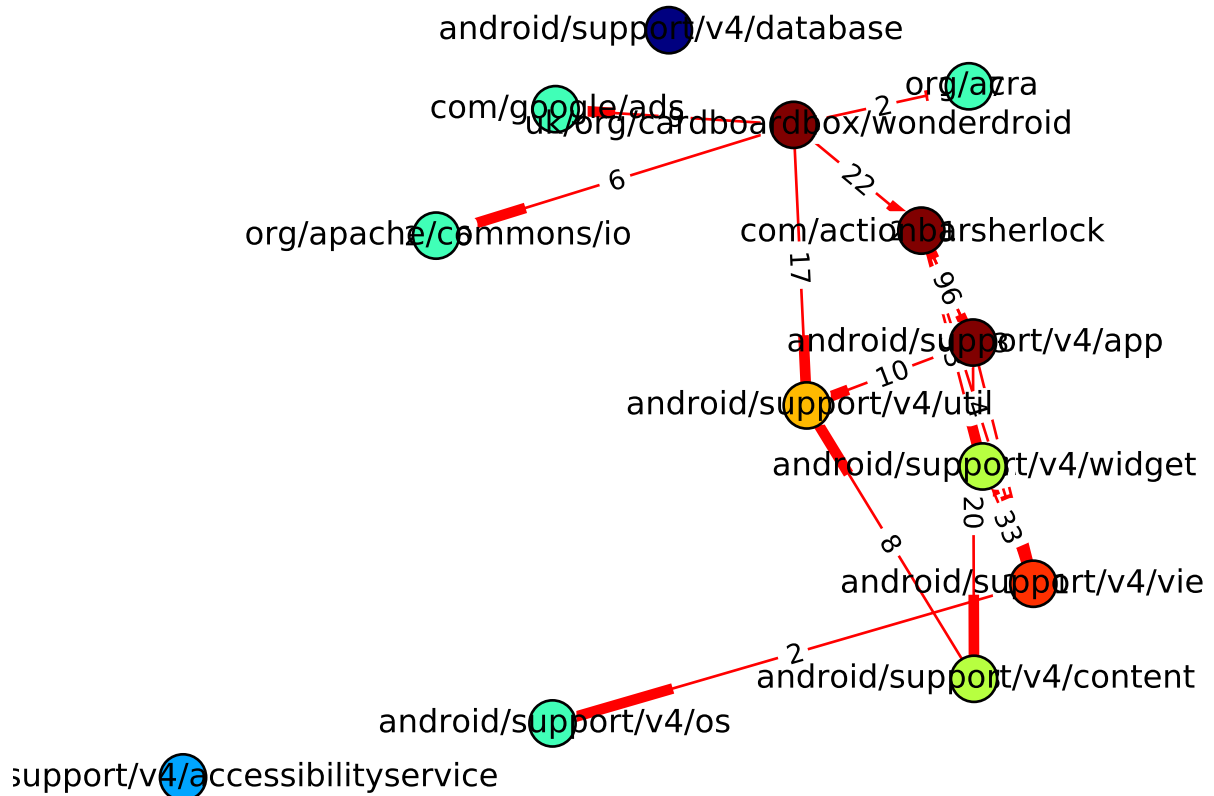 android/support/v4/database
org/acra
2
com/google/ads
uk/org/cardboardbox/wonderdroid
6
22
org/apache/commons/io
com/actionbarsherlock
17
96
android/support/v4/app
10
android/support/v4/util
4
android/support/v4/widget
20
33
8
android/support/v4/vie
2
android/support/v4/content
android/support/v4/os
support/v4/accessibilityservice